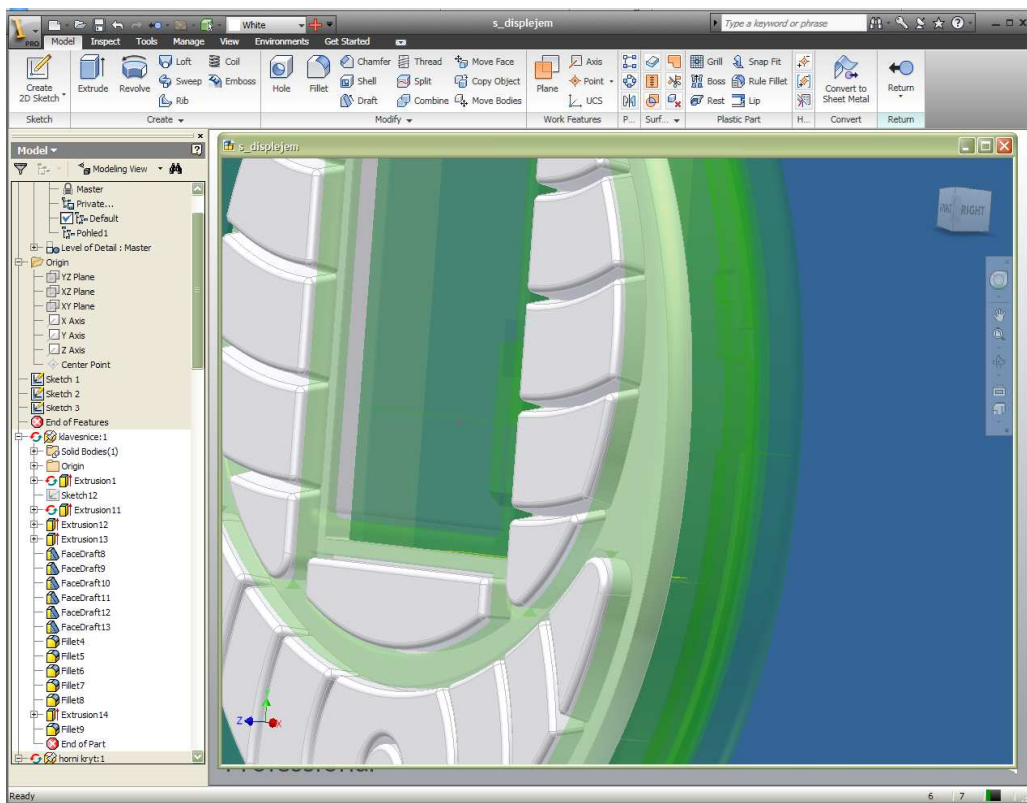 White
s_displejem
Type a keyword or phrase
PRO
Model Inspect Tools Manage View Environments Get Started
Create 2D Sketch
Extrude
Revolve
Loft
Sweep
Rib
Coil
Emboss
Hole
Fillet
Chamfer
Shell
Draft
Thread
Split
Combine
Move Face
Copy Object
Move Bodies
Plane
Axis
Point
UCS
Grill
Boss
Rest
Snap Fit
Rule Fillet
Lip
Convert to Sheet Metal
Return
Sketch Create Modify Work Features P... Surf... Plastic Part H... Convert Return
Model
Modeling View
Master
Private...
Default
Pohled1
Level of Detail : Master
Origin
YZ Plane
XZ Plane
XY Plane
X Axis
Y Axis
Z Axis
Center Point
Sketch 1
Sketch 2
Sketch 3
End of Features
klavesnice:1
Solid Bodies(1)
Origin
Extrusion1
Sketch12
Extrusion11
Extrusion12
Extrusion13
FaceDraft8
FaceDraft9
FaceDraft10
FaceDraft11
FaceDraft12
FaceDraft13
Fillet4
Fillet5
Fillet6
Fillet7
Fillet8
Extrusion14
Fillet9
End of Part
horni kryt:1
s_displejem
RIGHT
Z
X
Ready
6 7